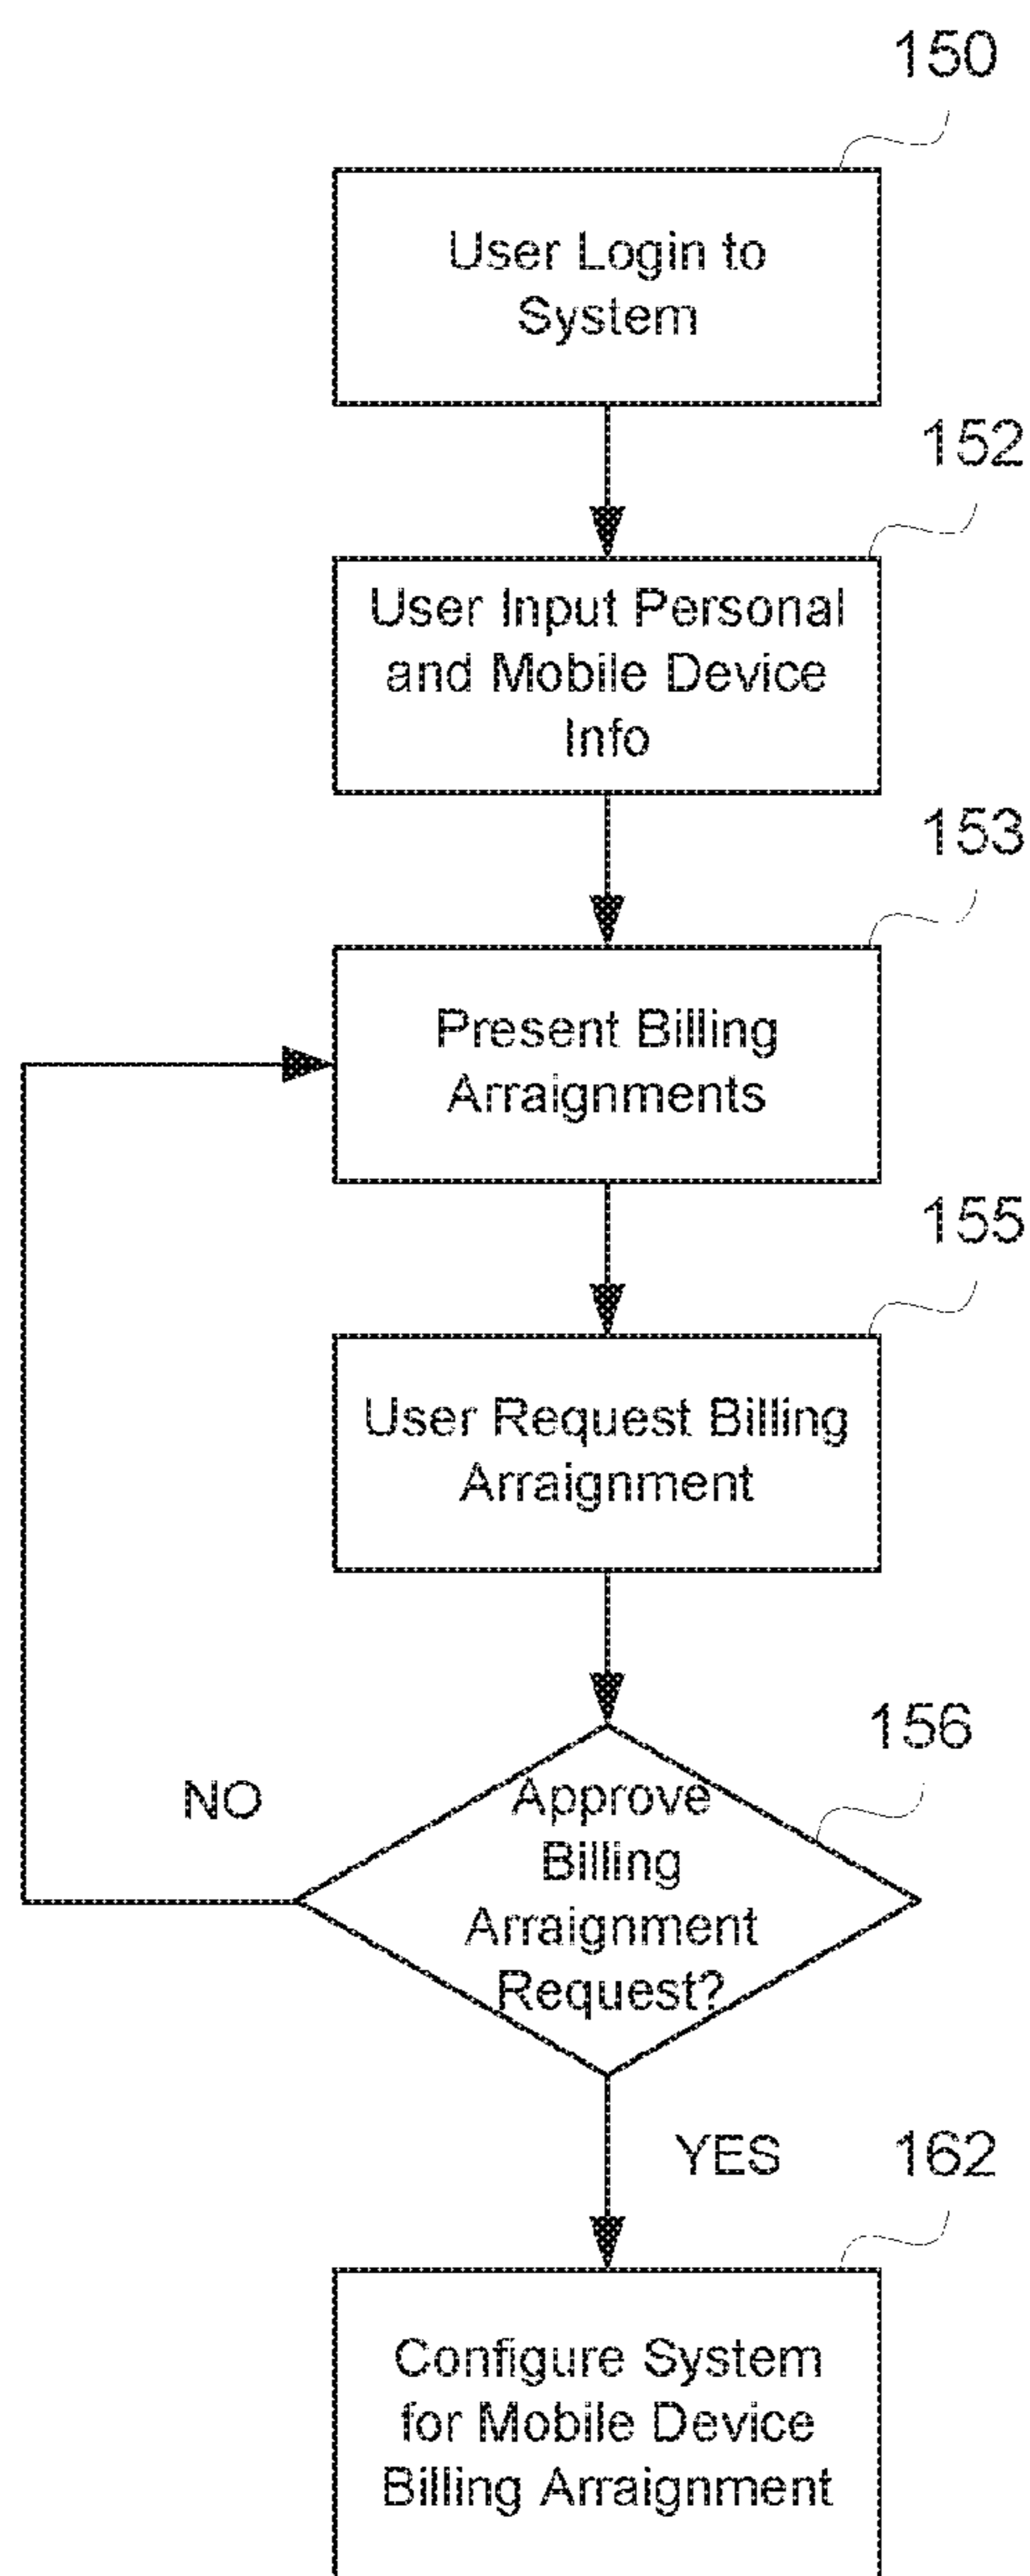 150
User Login to
System
152
User Input Personal
and Mobile Device
Info
153
Present Billing
Arraignments
155
User Request Billing
Arraignment
156
NO
Approve
Billing
Arraignment
Request?
YES
162
Configure System
for Mobile Device
Billing Arraignment